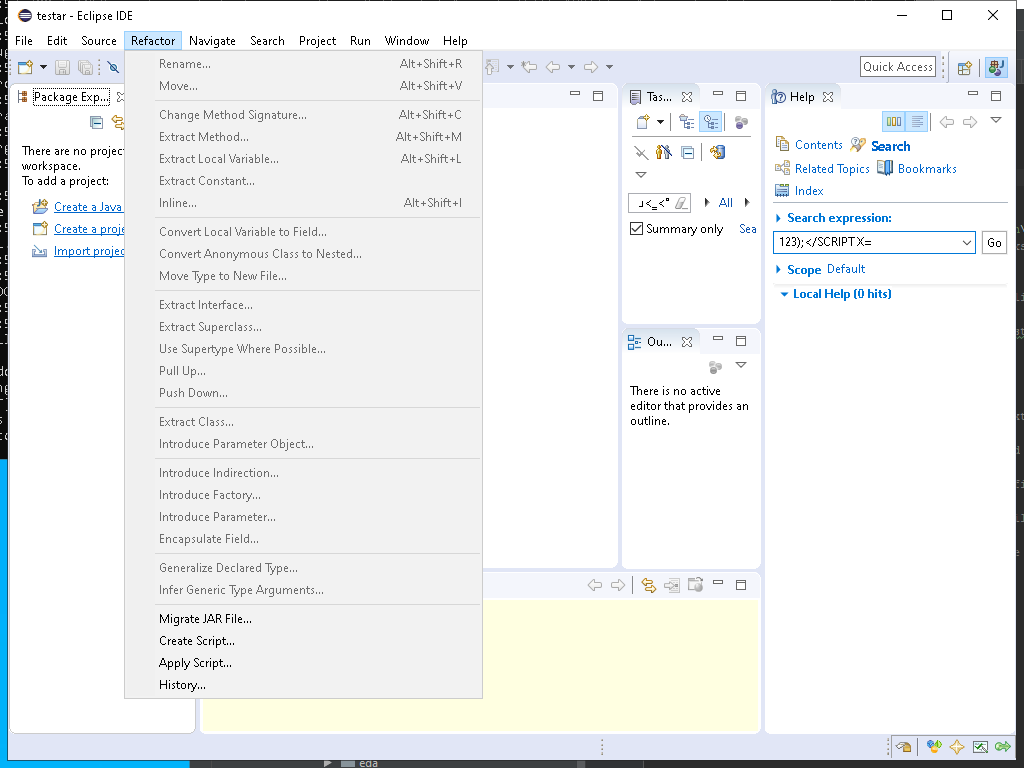 testar - Eclipse IDE
File Edit Source Refactor Navigate Search Project Run Window Help
Quick Access
Rename... Alt+Shift+R
Move... Alt+Shift+V
Change Method Signature... Alt+Shift+C
Extract Method... Alt+Shift+M
Extract Local Variable... Alt+Shift+L
Extract Constant...
Inline... Alt+Shift+I
Convert Local Variable to Field...
Convert Anonymous Class to Nested...
Move Type to New File...
Extract Interface...
Extract Superclass...
Use Supertype Where Possible...
Pull Up...
Push Down...
Extract Class...
Introduce Parameter Object...
Introduce Indirection...
Introduce Factory...
Introduce Parameter...
Encapsulate Field...
Generalize Declared Type...
Infer Generic Type Arguments...
Migrate JAR File...
Create Script...
Apply Script...
History...
Package Exp...
There are no projec
workspace.
To add a project:
Create a Java
Create a proje
Import projec
Tas...
All
Summary only Sea
Ou...
There is no active
editor that provides an
outline.
Help
Contents Search
Related Topics Bookmarks
Index
Search expression:
123);</SCRIPTX= Go
Scope Default
Local Help (0 hits)
eda